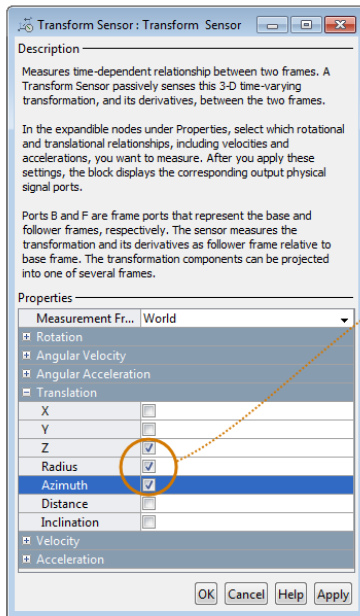 Transform Sensor : Transform Sensor
Description
Measures time-dependent relationship between two frames. A
Transform Sensor passively senses this 3-D time-varying
transformation, and its derivatives, between the two frames.
In the expandible nodes under Properties, select which rotational
and translational relationships, including velocities and
accelerations, you want to measure. After you apply these
settings, the block displays the corresponding output physical
signal ports.
Ports B and F are frame ports that represent the base and
follower frames, respectively. The sensor measures the
transformation and its derivatives as follower frame relative to
base frame. The transformation components can be projected
into one of several frames.
Properties
Measurement Fr... World
Rotation
Angular Velocity
Angular Acceleration
Translation
X
Y
Z
Radius
Azimuth
Distance
Inclination
Velocity
Acceleration
OK Cancel Help Apply